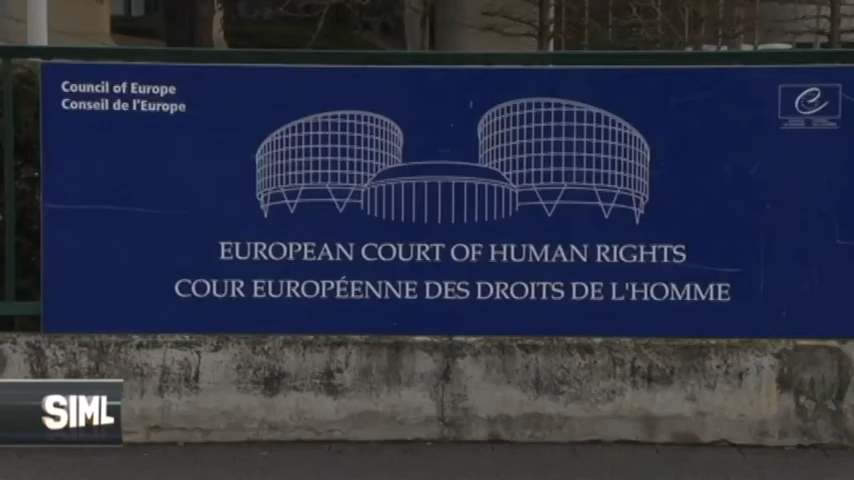 Council of Europe
Conseil de l'Europe
EUROPEAN COURT OF HUMAN RIGHTS
COUR EUROPÉENNE DES DROITS DE L'HOMME
SIML